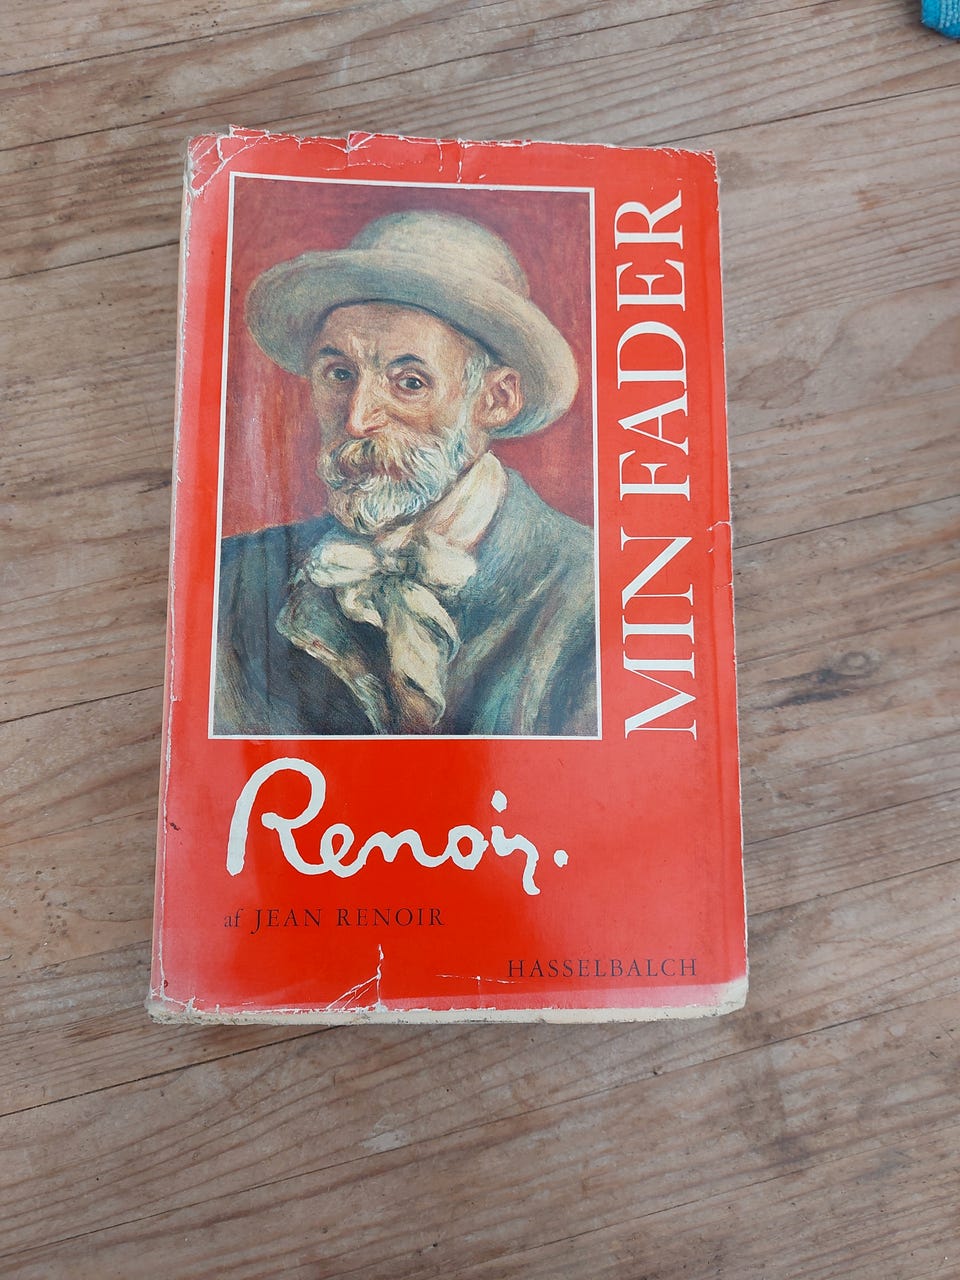 MIN FADER
Renoir.
af JEAN RENOIR
HASSELBALCH